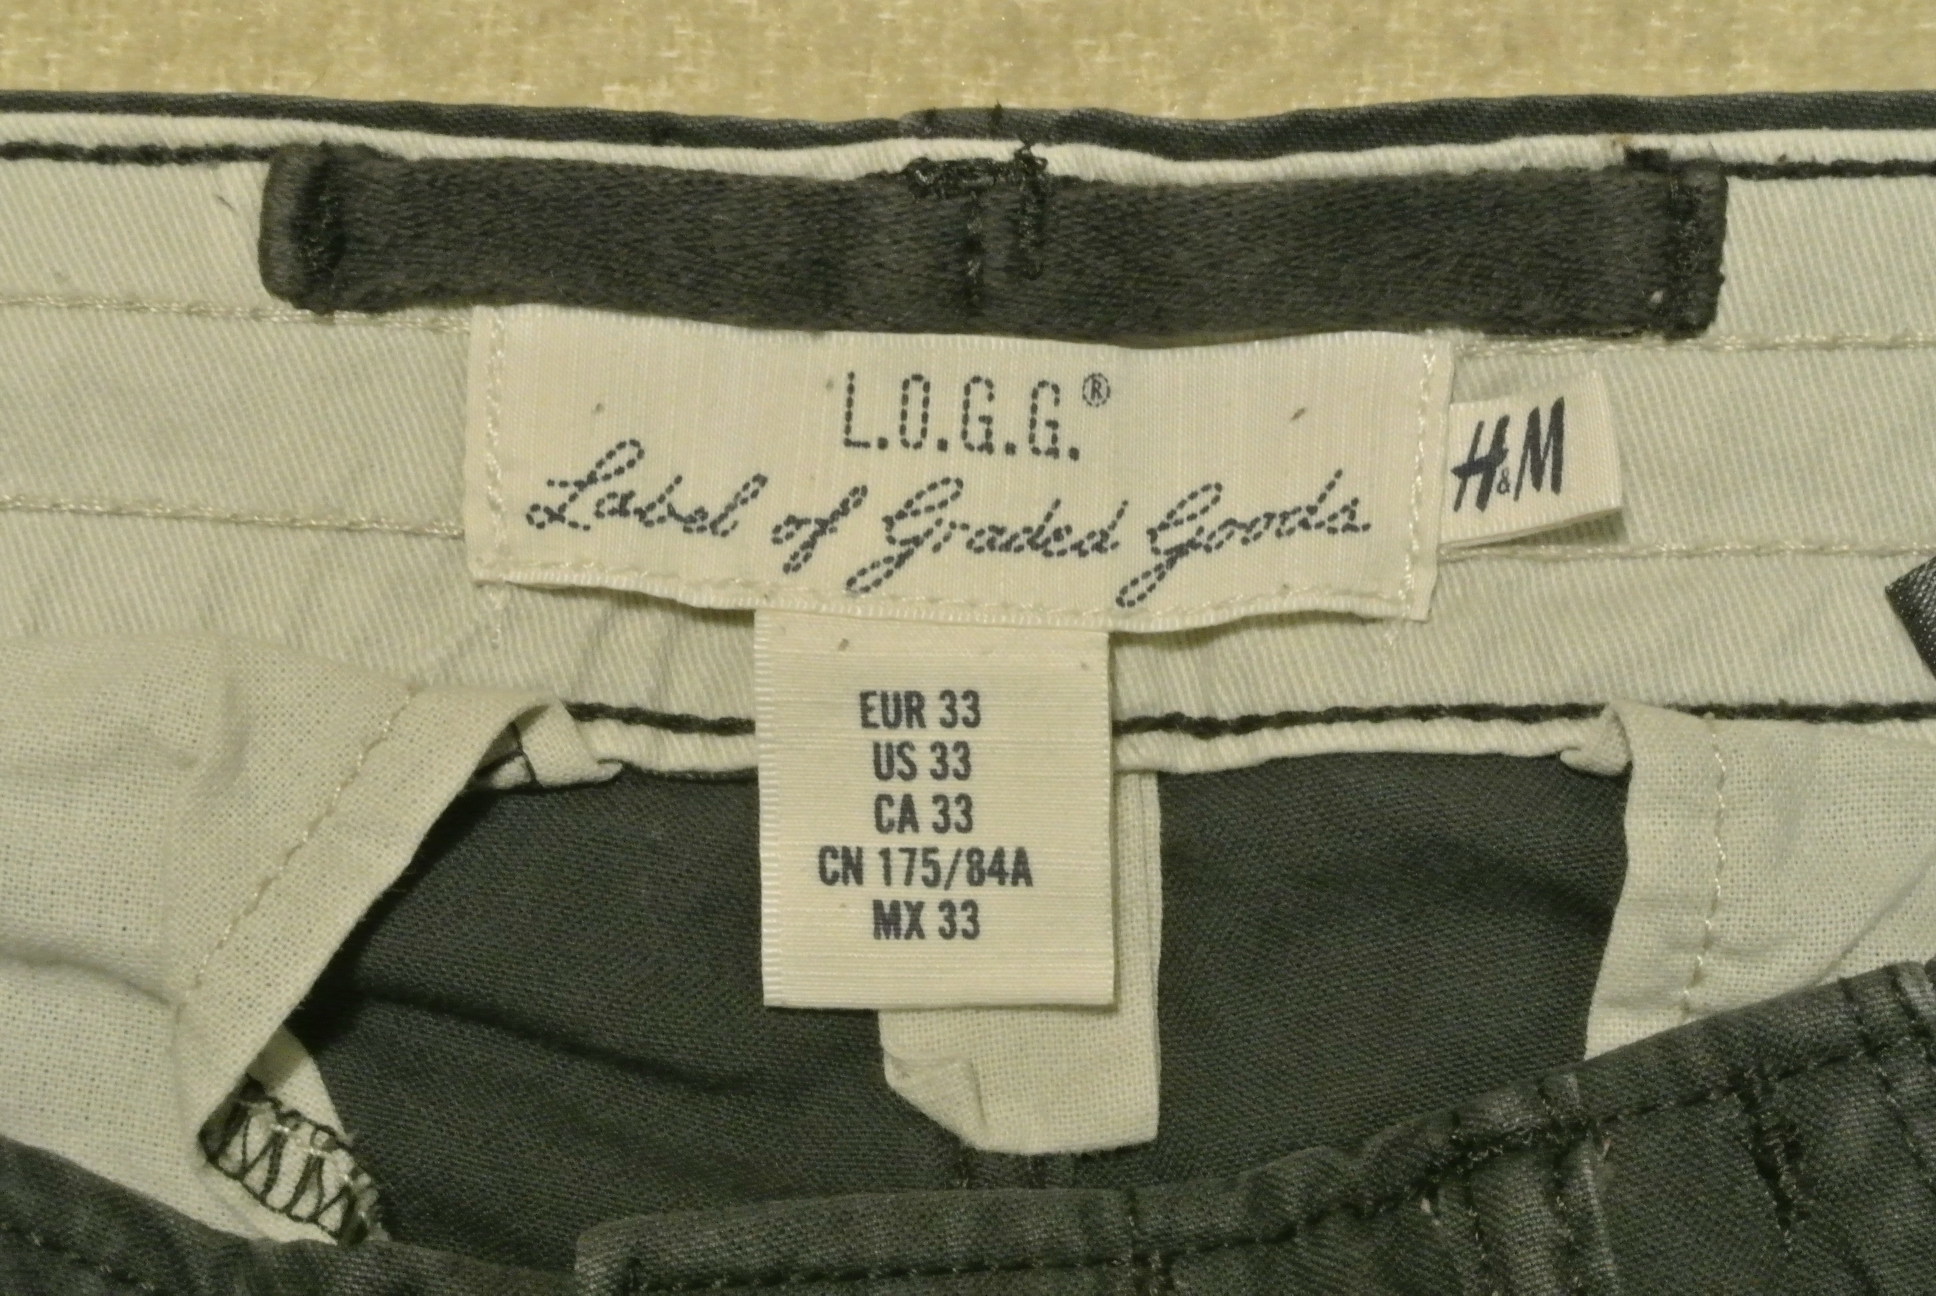 L.O.G.G.®
Label of Graded Goods
H&M
EUR 33
US 33
CA 33
CN 175/84A
MX 33